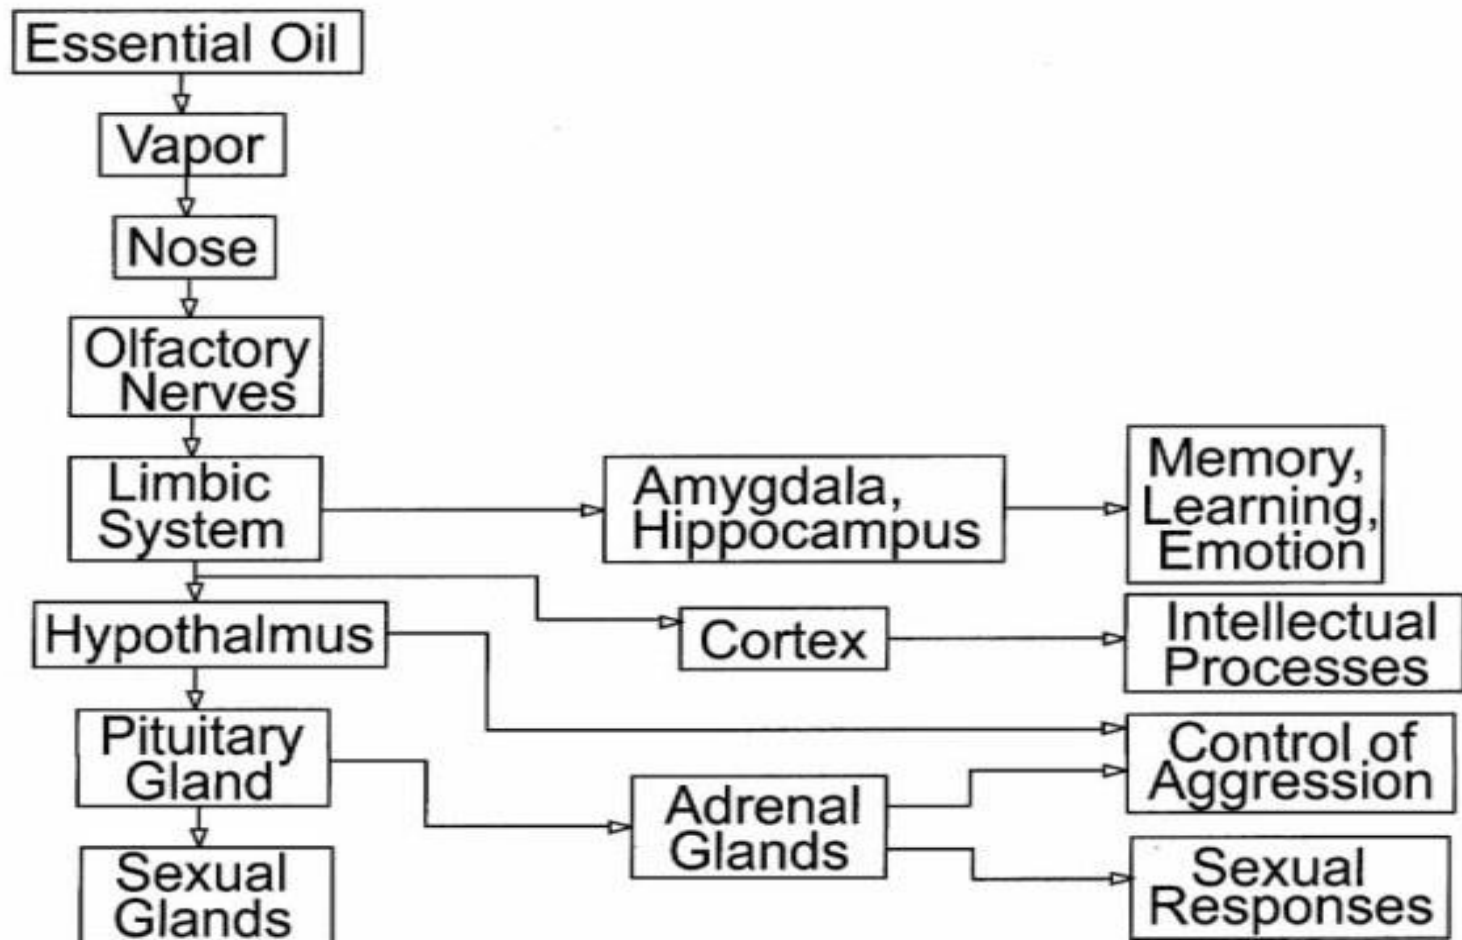 Essential Oil
Vapor
Nose
Olfactory
Nerves
Limbic
System
Amygdala,
Hippocampus
Memory,
Learning,
Emotion
Hypothalmus
Cortex
Intellectual
Processes
Pituitary
Gland
Control of
Aggression
Adrenal
Glands
Sexual
Glands
Sexual
Responses